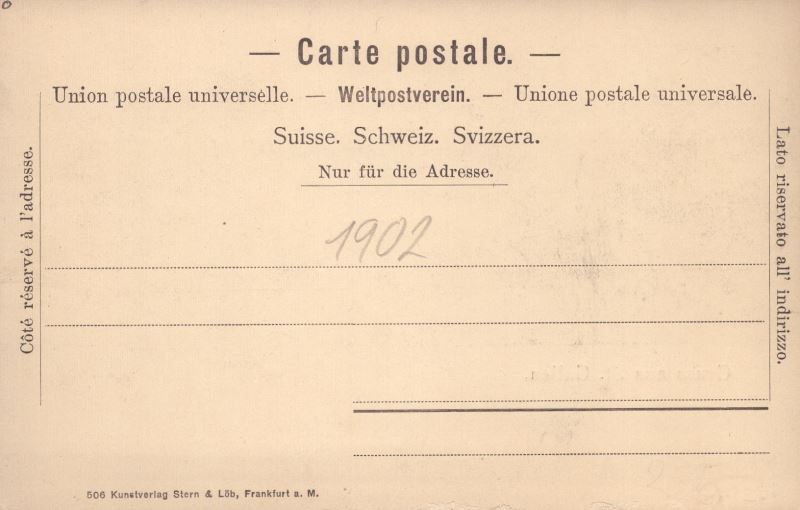 — Carte postale. —
Union postale universelle. — Weltpostverein. — Unione postale universale.
Suisse. Schweiz. Svizzera.
Nur für die Adresse.
Côté réservé à l'adresse.
Lato riservato all' indirizzo.
1902
506 Kunstverlag Stern & Löb, Frankfurt a. M.